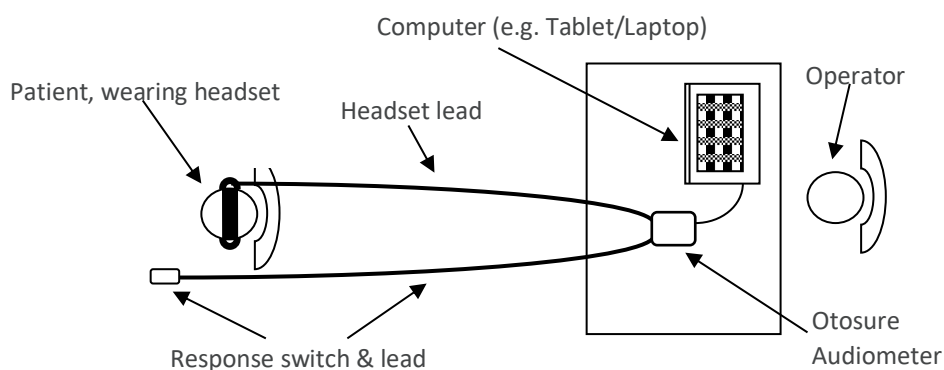 Computer (e.g. Tablet/Laptop)
Operator
Patient, wearing headset
Headset lead
Otosure
Audiometer
Response switch & lead